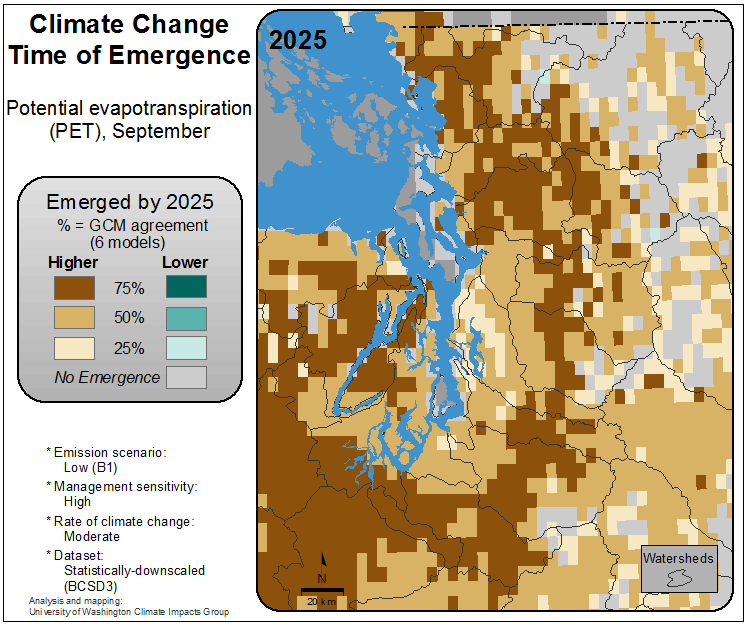 Climate Change
Time of Emergence
Potential evapotranspiration
(PET), September
Emerged by 2025
% = GCM agreement
(6 models)
Higher Lower
75%
50%
25%
No Emergence
* Emission scenario:
Low (B1)
* Management sensitivity:
High
* Rate of climate change:
Moderate
* Dataset:
Statistically-downscaled
(BCSD3)
Analysis and mapping:
University of Washington Climate Impacts Group
2025
N
20 km
Watersheds